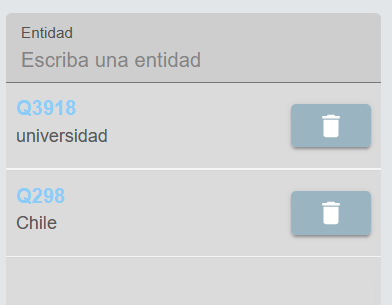 Entidad
Escriba una entidad
Q3918
universidad
Q298
Chile